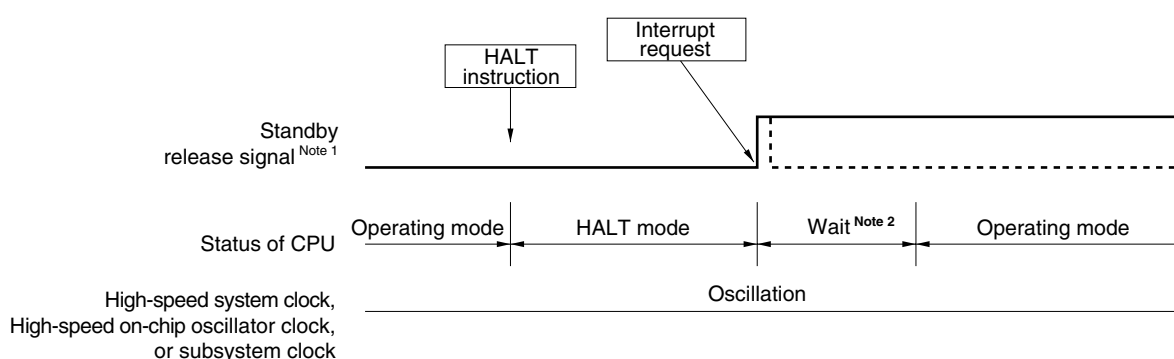 Interrupt
request
HALT
instruction
Standby
release signal Note 1
Status of CPU
Operating mode
HALT mode
Wait Note 2
Operating mode
High-speed system clock,
High-speed on-chip oscillator clock,
or subsystem clock
Oscillation